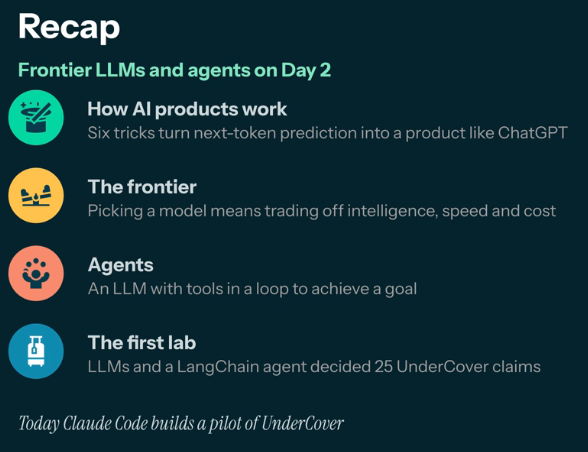 Recap
Frontier LLMs and agents on Day 2
How AI products work
Six tricks turn next-token prediction into a product like ChatGPT
The frontier
Picking a model means trading off intelligence, speed and cost
Agents
An LLM with tools in a loop to achieve a goal
The first lab
LLMs and a LangChain agent decided 25 UnderCover claims
Today Claude Code builds a pilot of UnderCover